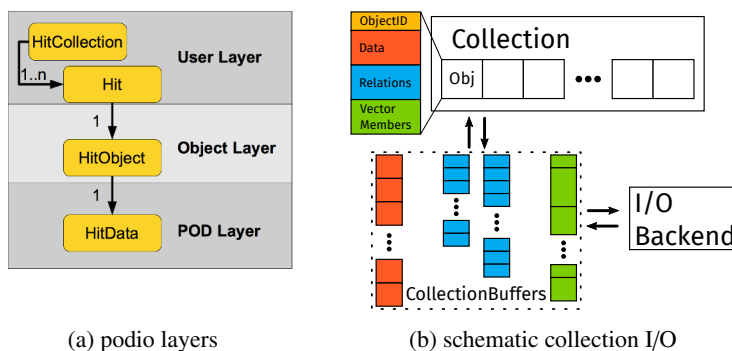 HitCollection
User Layer
1..n
Hit
1
HitObject
Object Layer
1
HitData
POD Layer
(a) podio layers
ObjectID
Data
Relations
Vector
Members
Collection
Obj
CollectionBuffers
I/O
Backend
(b) schematic collection I/O